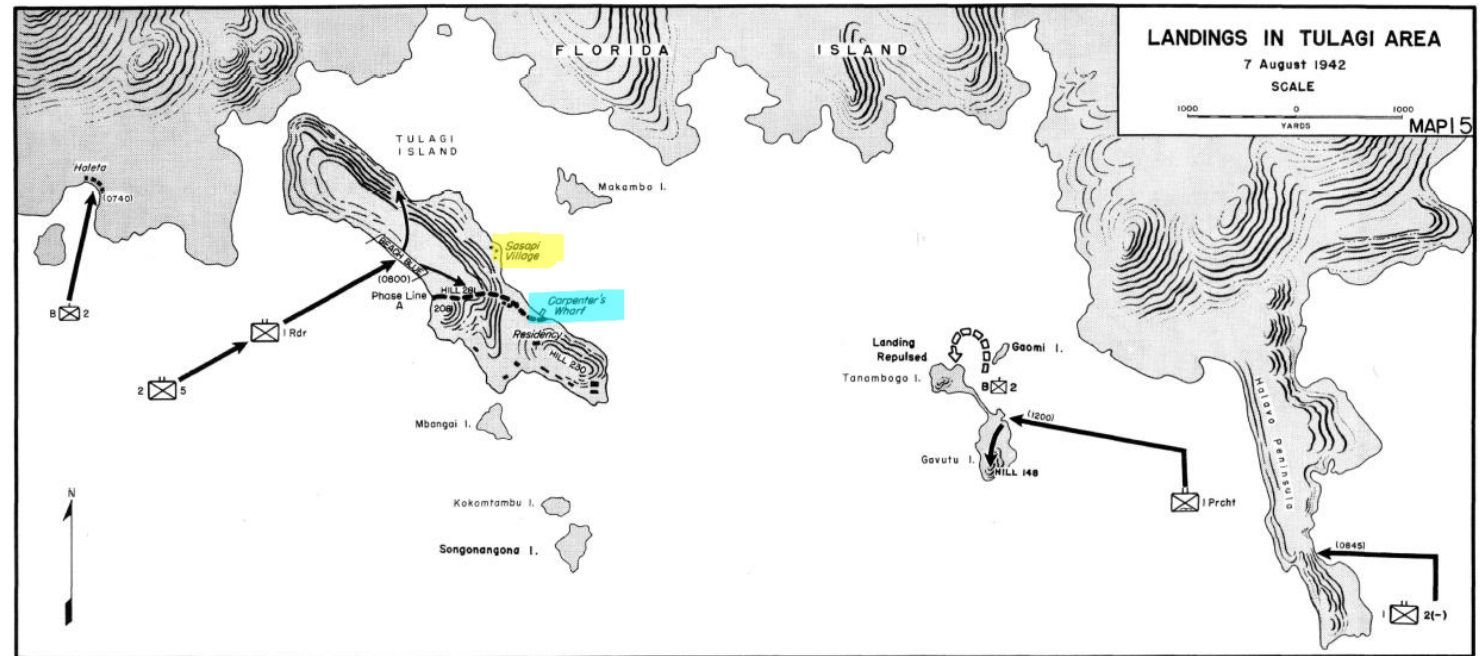 FLORIDA ISLAND
LANDINGS IN TULAGI AREA
7 August 1942
SCALE
1000 0 1000
YARDS
MAP 15
TULAGI
ISLAND
Haleta
(0740)
B 2
Makambo I.
Sasapi
Village
BEACH BLUE
(0800)
Phase Line
A
HILL 281
208
Carpenter's
Wharf
Residency
HILL 230
1 Rdr
2 5
Mbangai I.
Kokomtambu I.
Songonangona I.
N
Landing
Repulsed
Gaomi I.
Tanambogo I.
B 2
(1200)
Gavutu I.
HILL 148
1 Prcht
Halavo Peninsula
(0845)
1 2(-)